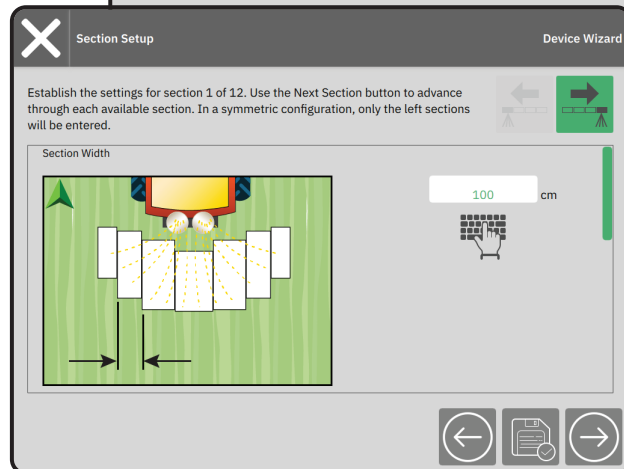 Section Setup
Device Wizard
Establish the settings for section 1 of 12. Use the Next Section button to advance
through each available section. In a symmetric configuration, only the left sections
will be entered.
Section Width
100 cm